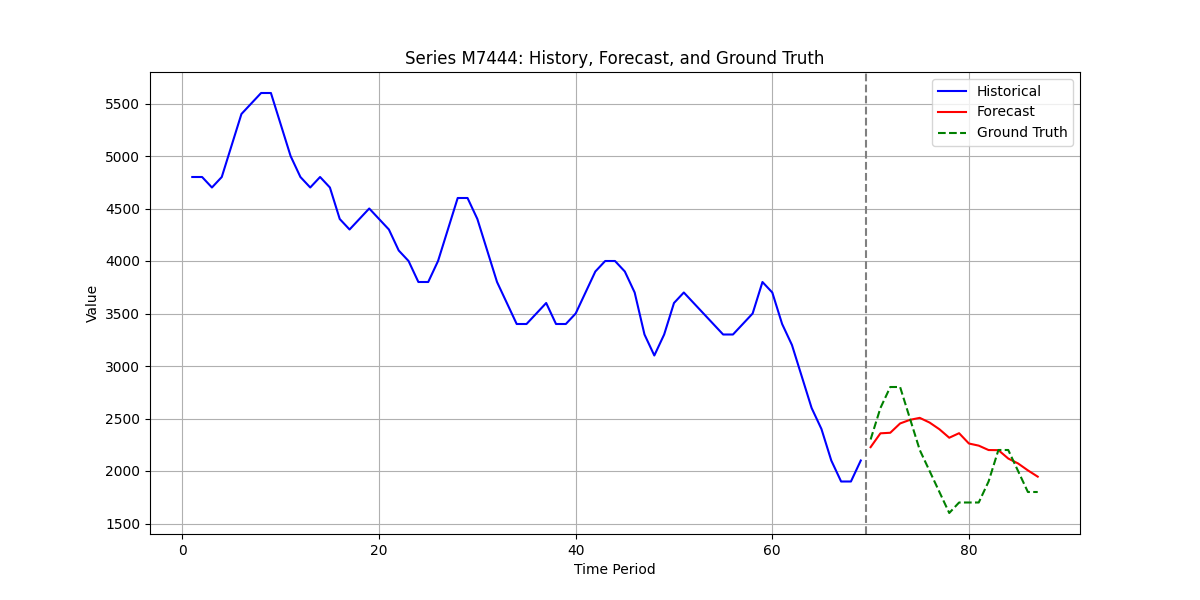 Series M7444: History, Forecast, and Ground Truth
Historical
Forecast
Ground Truth
Value
5500
5000
4500
4000
3500
3000
2500
2000
1500
0 20 40 60 80
Time Period